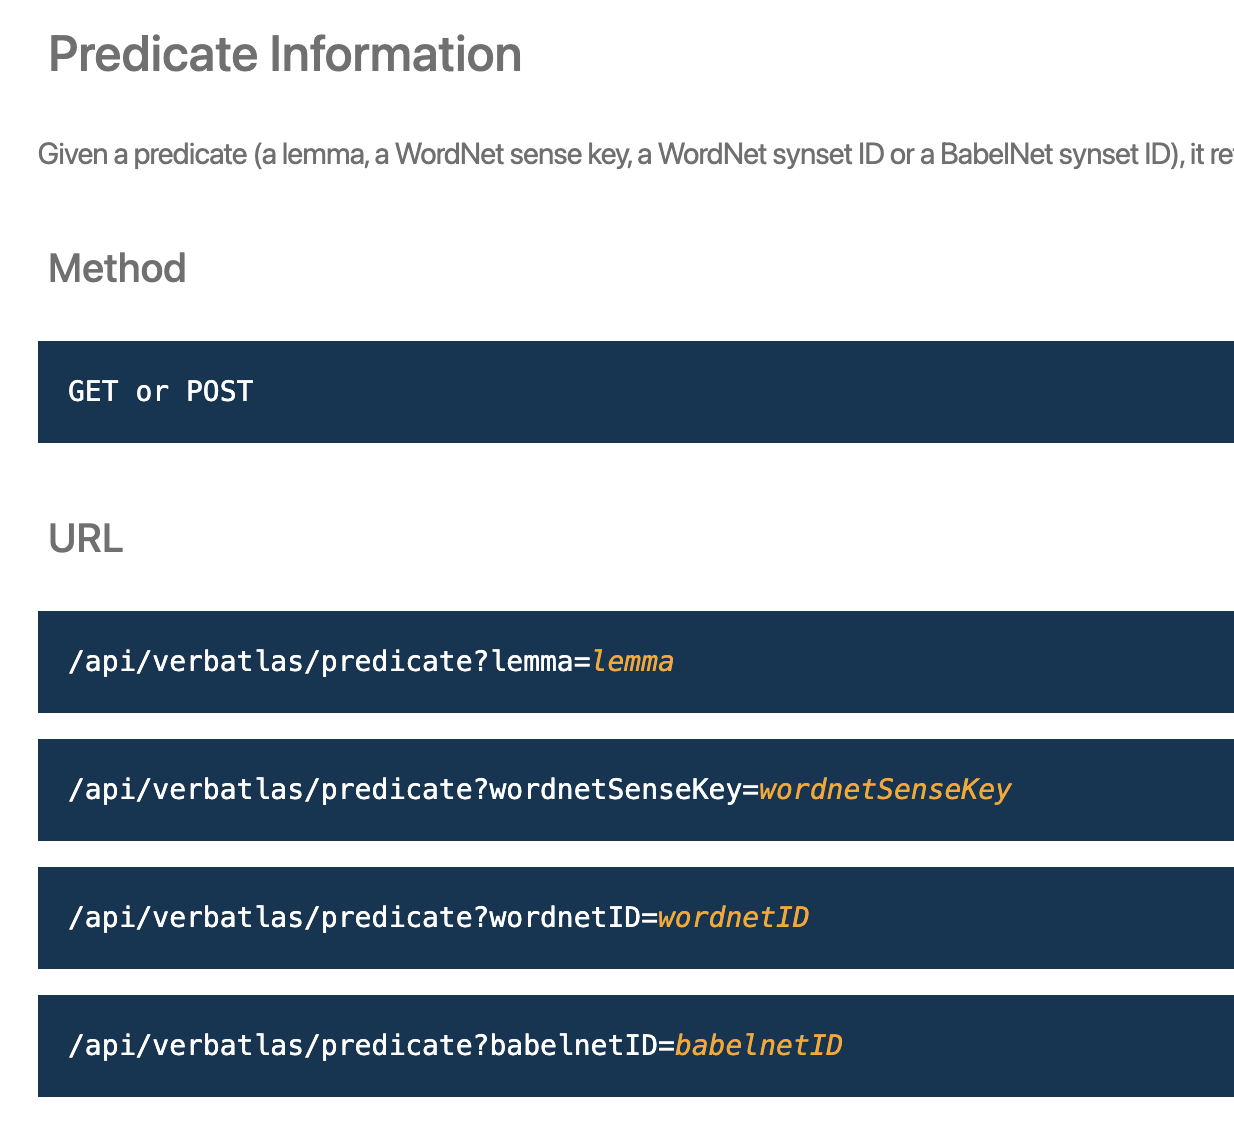 Predicate Information
Given a predicate (a lemma, a WordNet sense key, a WordNet synset ID or a BabelNet synset ID), it
Method
GET or POST
URL
/api/verbatlas/predicate?lemma=lemma
/api/verbatlas/predicate?wordnetSenseKey=wordnetSenseKey
/api/verbatlas/predicate?wordnetID=wordnetID
/api/verbatlas/predicate?babelnetID=babelnetID